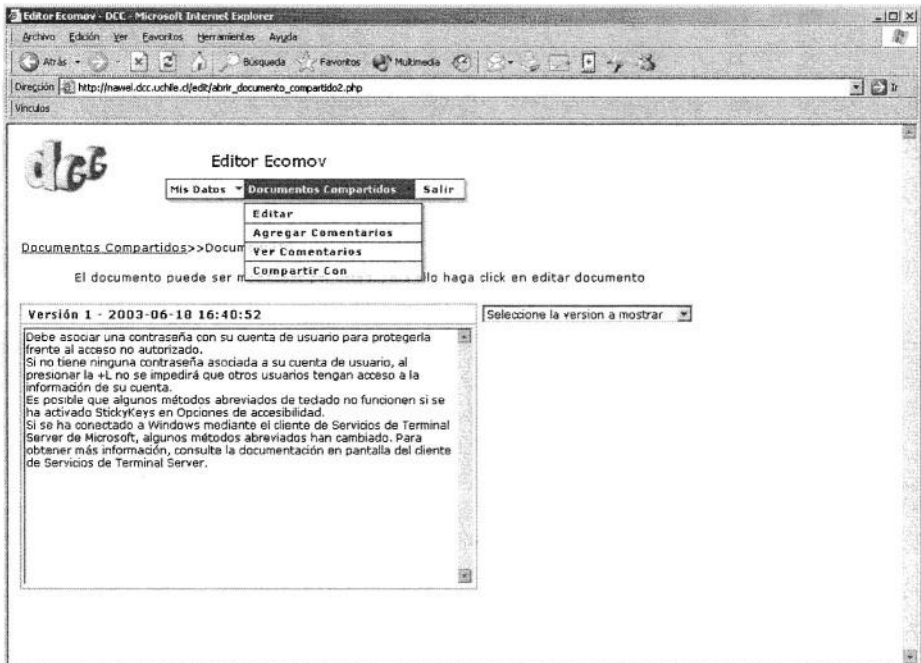 Editor Ecomov - DCC - Microsoft Internet Explorer
Archivo Edición Ver Favoritos Herramientas Ayuda
Atrás Búsqueda Favoritos Multimedia
Dirección http://nawel.dcc.uchile.cl/edit/abrir_documento_compartido2.php Ir
Vínculos
dcc
Editor Ecomov
Mis Datos Documentos Compartidos Salir
Editar
Agregar Comentarios
Documentos Compartidos>>Docum
Ver Comentarios
Compartir Con
El documento puede ser m llo haga click en editar documento
Versión 1 - 2003-06-18 16:40:52
Seleccione la version a mostrar
Debe asociar una contraseña con su cuenta de usuario para protegerla
frente al acceso no autorizado.
Si no tiene ninguna contraseña asociada a su cuenta de usuario, al
presionar la +L no se impedirá que otros usuarios tengan acceso a la
información de su cuenta.
Es posible que algunos métodos abreviados de teclado no funcionen si se
ha activado StickyKeys en Opciones de accesibilidad.
Si se ha conectado a Windows mediante el cliente de Servicios de Terminal
Server de Microsoft, algunos métodos abreviados han cambiado. Para
obtener más información, consulte la documentación en pantalla del cliente
de Servicios de Terminal Server.